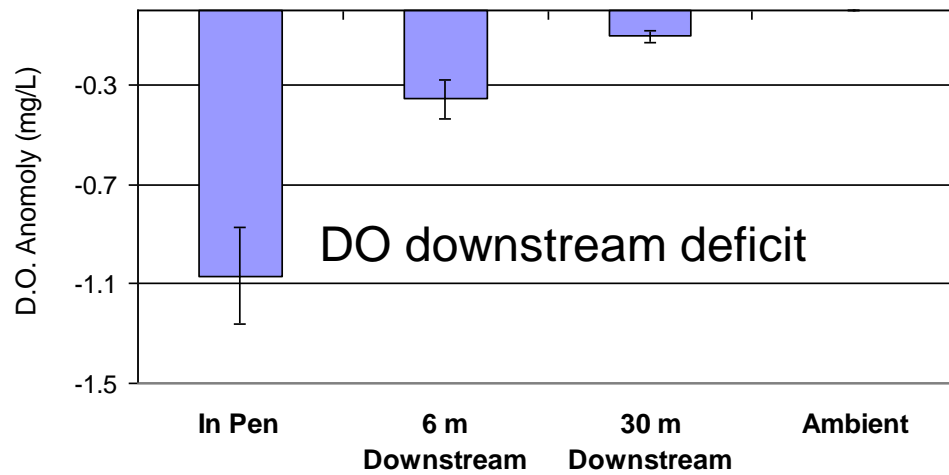 D.O. Anomoly (mg/L)
-0.3
-0.7
-1.1
-1.5
DO downstream deficit
In Pen
6 m
Downstream
30 m
Downstream
Ambient